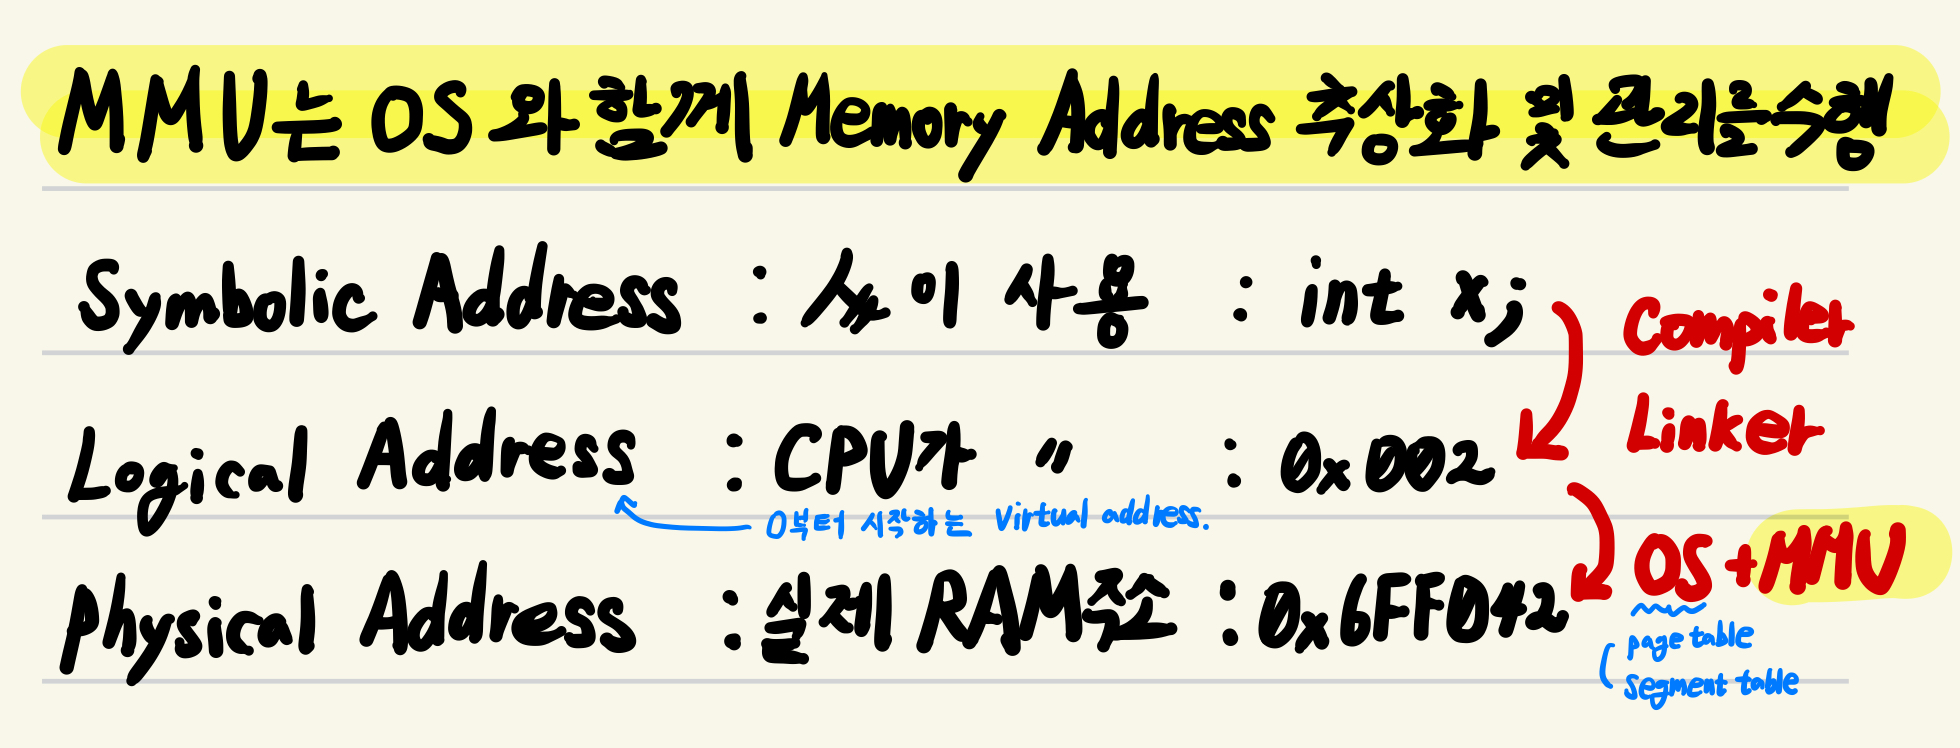 MMU는 OS와 함께 Memory Address 추상화 및 관리를 수행
Symbolic Address : 이 사용 : int x;
Compiler
Linker
Logical Address : CPU가 〃 : 0x002
0부터 시작하는 Virtual address.
OS+MMU
Physical Address : 실제 RAM주소 : 0x6FF042
page table
segment table